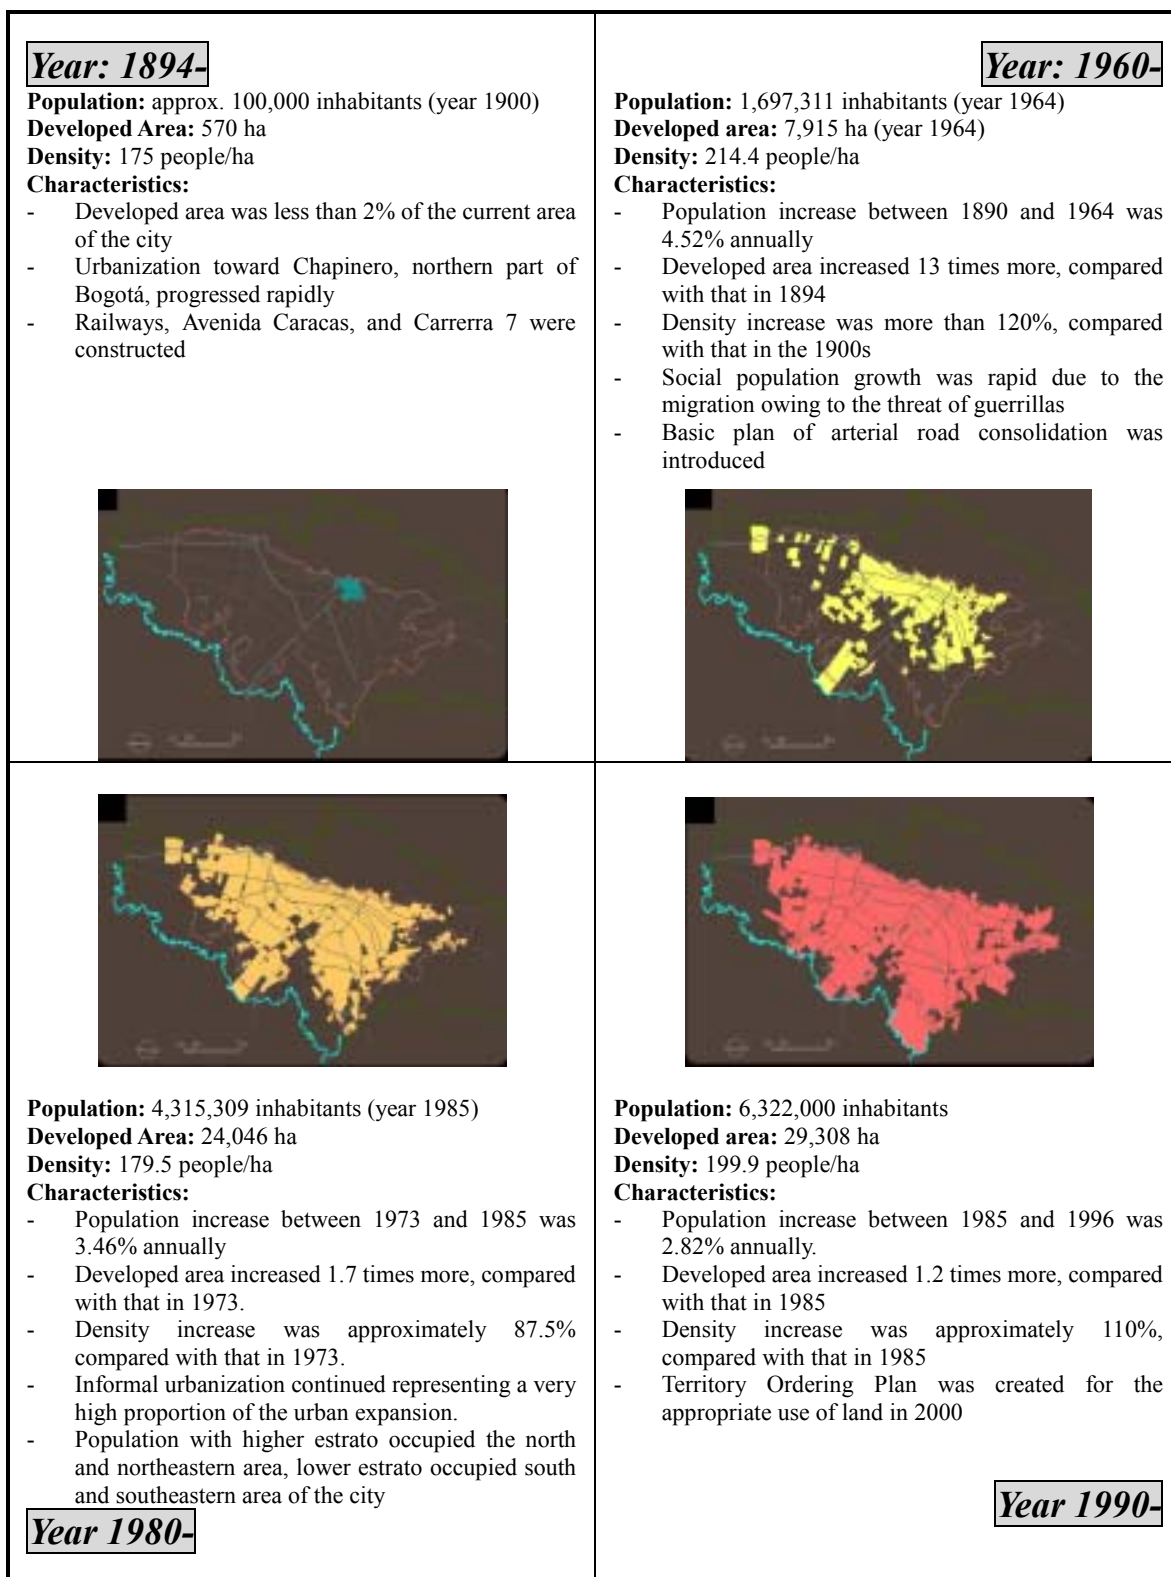 Year: 1894-
Population: approx. 100,000 inhabitants (year 1900)
Developed Area: 570 ha
Density: 175 people/ha
Characteristics:
- Developed area was less than 2% of the current area
of the city
- Urbanization toward Chapinero, northern part of
Bogotá, progressed rapidly
- Railways, Avenida Caracas, and Carrerra 7 were
constructed
Year: 1960-
Population: 1,697,311 inhabitants (year 1964)
Developed area: 7,915 ha (year 1964)
Density: 214.4 people/ha
Characteristics:
- Population increase between 1890 and 1964 was
4.52% annually
- Developed area increased 13 times more, compared
with that in 1894
- Density increase was more than 120%, compared
with that in the 1900s
- Social population growth was rapid due to the
migration owing to the threat of guerrillas
- Basic plan of arterial road consolidation was
introduced
Population: 4,315,309 inhabitants (year 1985)
Developed Area: 24,046 ha
Density: 179.5 people/ha
Characteristics:
- Population increase between 1973 and 1985 was
3.46% annually
- Developed area increased 1.7 times more, compared
with that in 1973.
- Density increase was approximately 87.5%
compared with that in 1973.
- Informal urbanization continued representing a very
high proportion of the urban expansion.
- Population with higher estrato occupied the north
and northeastern area, lower estrato occupied south
and southeastern area of the city
Year 1980-
Population: 6,322,000 inhabitants
Developed area: 29,308 ha
Density: 199.9 people/ha
Characteristics:
- Population increase between 1985 and 1996 was
2.82% annually.
- Developed area increased 1.2 times more, compared
with that in 1985
- Density increase was approximately 110%,
compared with that in 1985
- Territory Ordering Plan was created for the
appropriate use of land in 2000
Year 1990-